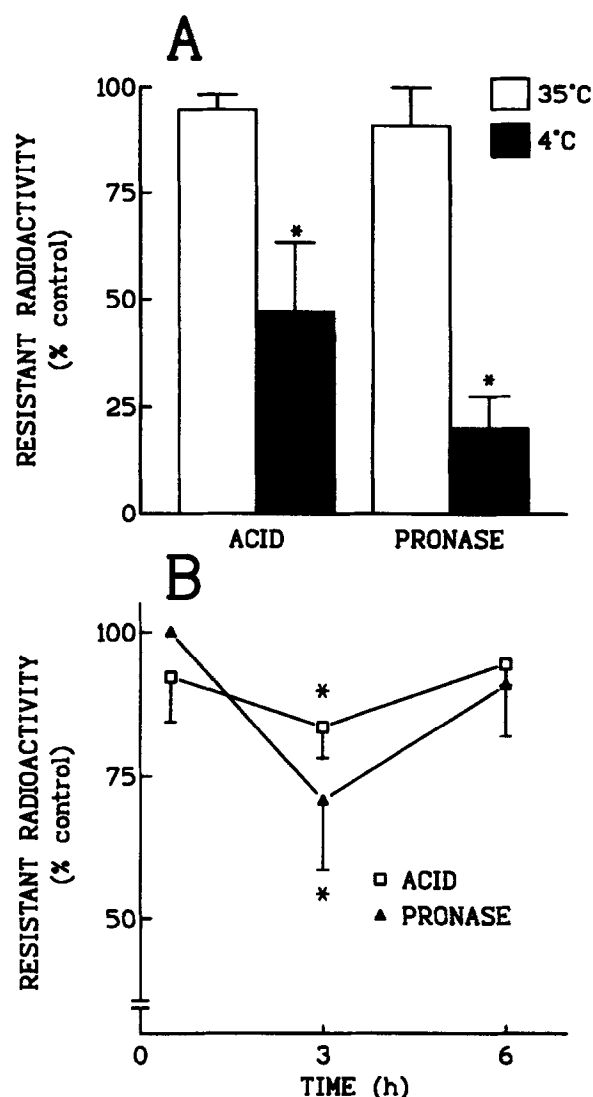 A
RESISTANT RADIOACTIVITY
(% control)
100
75
50
25
0
35°C
4°C
*
*
ACID
PRONASE
B
RESISTANT RADIOACTIVITY
(% control)
100
75
50
*
*
ACID
PRONASE
0
3
6
TIME (h)